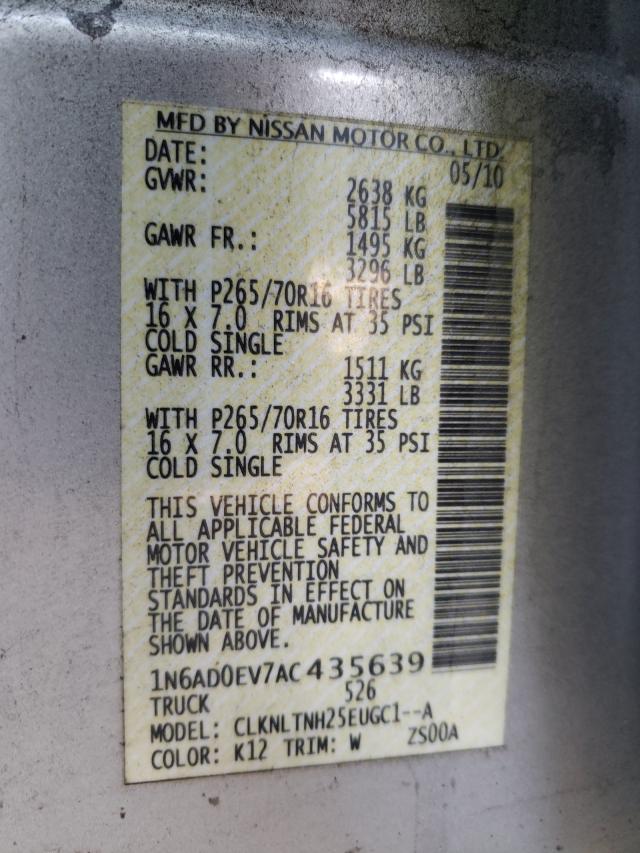 MFD BY NISSAN MOTOR CO., LTD.
DATE: 05/10
GVWR: 2638 KG
5815 LB
GAWR FR.: 1495 KG
3296 LB
WITH P265/70R16 TIRES
16 X 7.0 RIMS AT 35 PSI
COLD SINGLE
GAWR RR.: 1511 KG
3331 LB
WITH P265/70R16 TIRES
16 X 7.0 RIMS AT 35 PSI
COLD SINGLE
THIS VEHICLE CONFORMS TO
ALL APPLICABLE FEDERAL
MOTOR VEHICLE SAFETY AND
THEFT PREVENTION
STANDARDS IN EFFECT ON
THE DATE OF MANUFACTURE
SHOWN ABOVE.
1N6AD0EV7AC435639
TRUCK 526
MODEL: CLKNLTNH25EUGC1--A
COLOR: K12 TRIM: W ZS00A